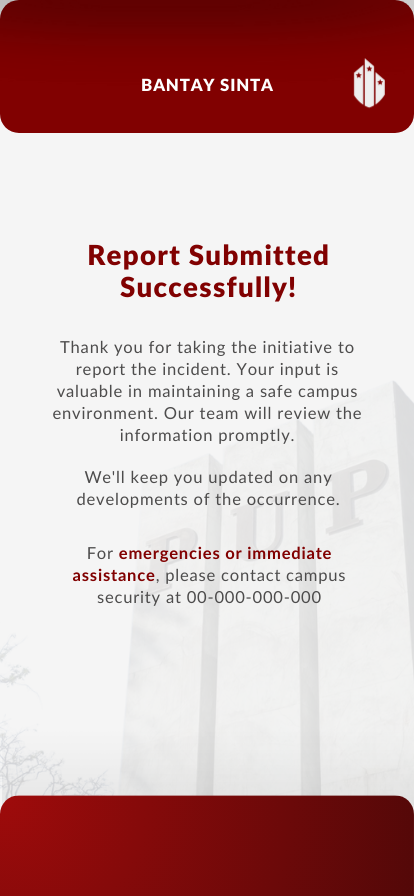 BANTAY SINTA
Report Submitted
Successfully!
Thank you for taking the initiative to
report the incident. Your input is
valuable in maintaining a safe campus
environment. Our team will review the
information promptly.
We'll keep you updated on any
developments of the occurrence.
For emergencies or immediate
assistance, please contact campus
security at 00-000-000-000
PUP